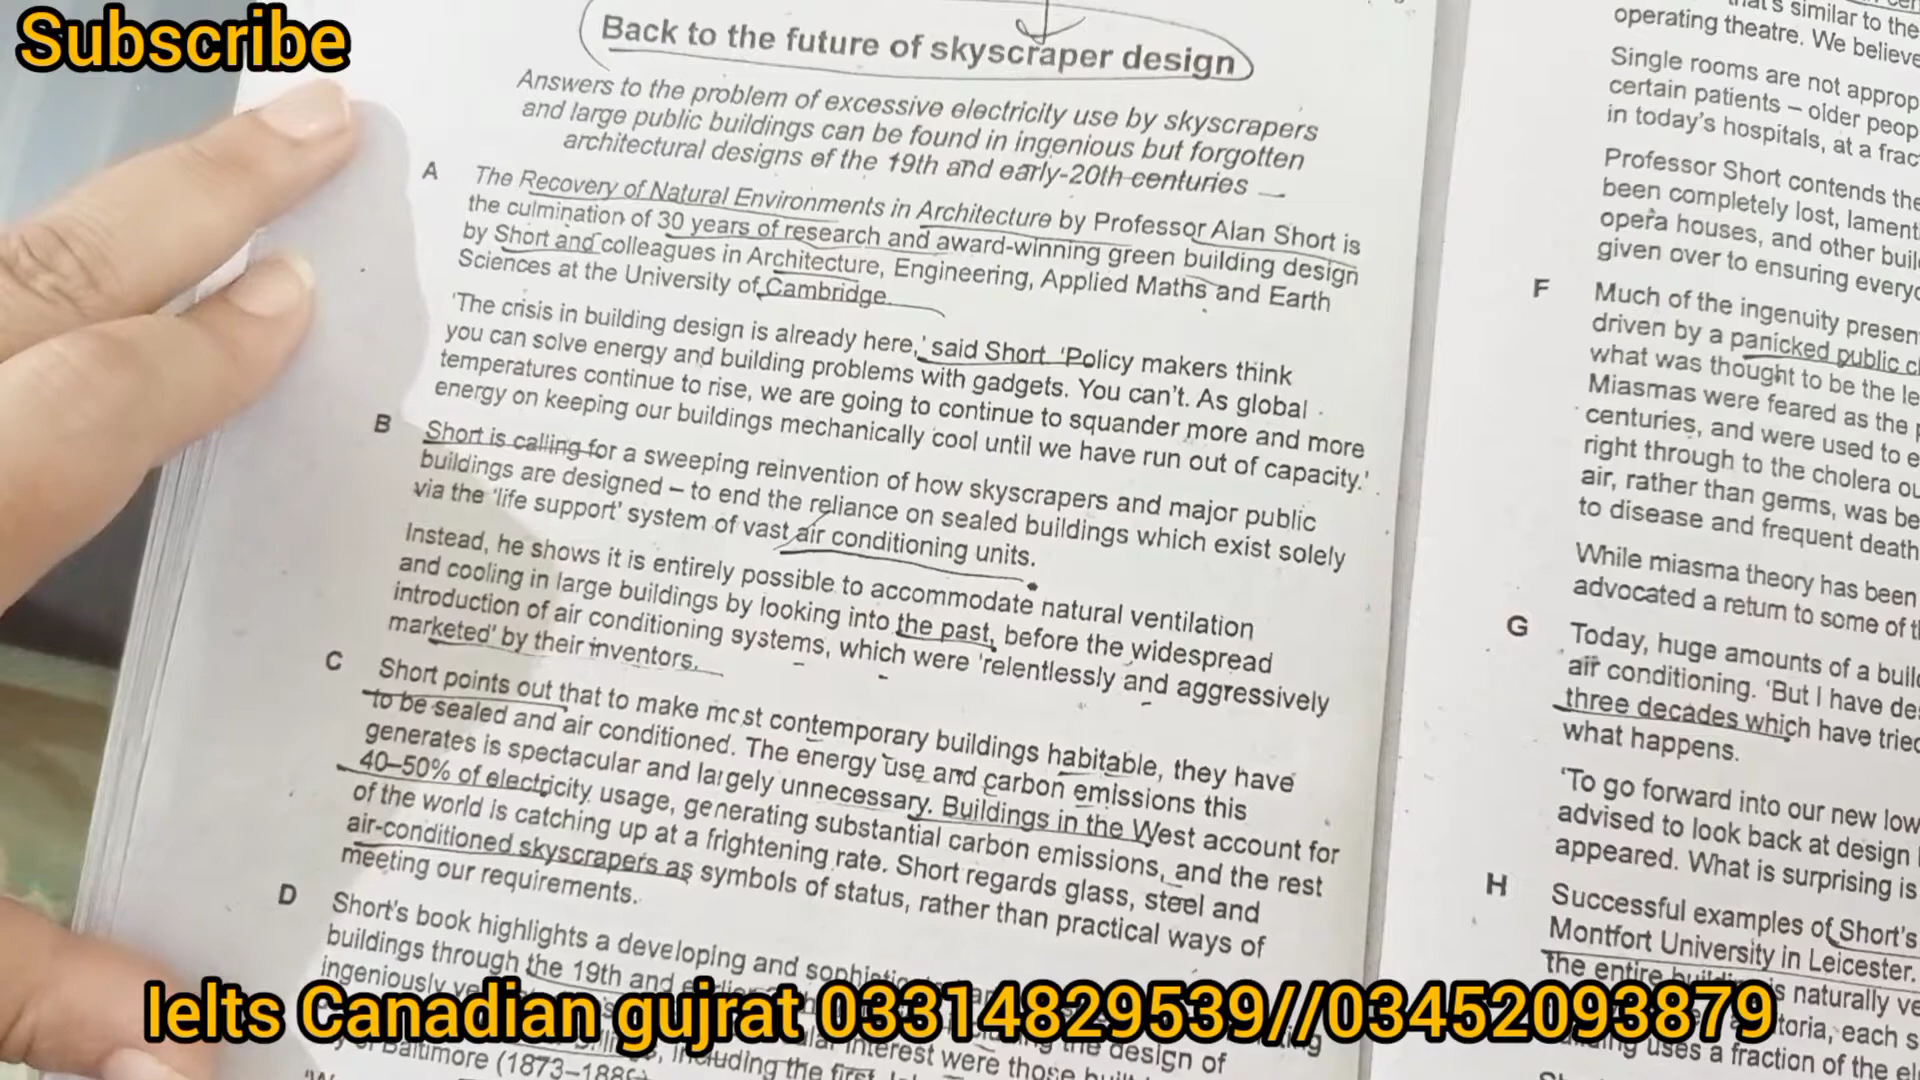 Subscribe
Back to the future of skyscraper design
Answers to the problem of excessive electricity use by skyscrapers
and large public buildings can be found in ingenious but forgotten
architectural designs of the 19th and early-20th centuries
A The Recovery of Natural Environments in Architecture by Professor Alan Short is
the culmination of 30 years of research and award-winning green building design
by Short and colleagues in Architecture, Engineering, Applied Maths and Earth
Sciences at the University of Cambridge.
'The crisis in building design is already here,' said Short. 'Policy makers think
you can solve energy and building problems with gadgets. You can't. As global
temperatures continue to rise, we are going to continue to squander more and more
energy on keeping our buildings mechanically cool until we have run out of capacity.'
B Short is calling for a sweeping reinvention of how skyscrapers and major public
buildings are designed – to end the reliance on sealed buildings which exist solely
via the 'life support' system of vast air conditioning units.
Instead, he shows it is entirely possible to accommodate natural ventilation
and cooling in large buildings by looking into the past, before the widespread
introduction of air conditioning systems, which were 'relentlessly and aggressively
marketed' by their inventors.
C Short points out that to make most contemporary buildings habitable, they have
to be sealed and air conditioned. The energy use and carbon emissions this
generates is spectacular and largely unnecessary. Buildings in the West account for
40–50% of electricity usage, generating substantial carbon emissions, and the rest
of the world is catching up at a frightening rate. Short regards glass, steel and
air-conditioned skyscrapers as symbols of status, rather than practical ways of
meeting our requirements.
D Short's book highlights a developing and
buildings through the 19th and
ingeniously
the design of
interest were those
Baltimore (1873– including the first
similar to the
operating theatre. We believe
Single rooms are not
certain patients – older
in today's hospitals, at a
Professor Short contends
been completely lost,
opera houses, and other
given over to ensuring
F Much of the ingenuity
driven by a panicked public
what was thought to be the
Miasmas were feared as the
centuries, and were used to
right through to the cholera
air, rather than germs, was
to disease and frequent death
While miasma theory has been
advocated a return to some of
G Today, huge amounts of a
air conditioning. 'But I have
three decades which have tried
what happens.
'To go forward into our new low
advised to look back at design
appeared. What is surprising is
H Successful examples of Short's
Montfort University in Leicester.
the entire is naturally
each
uses a fraction of the
Ielts Canadian gujrat 03314829539//03452093879